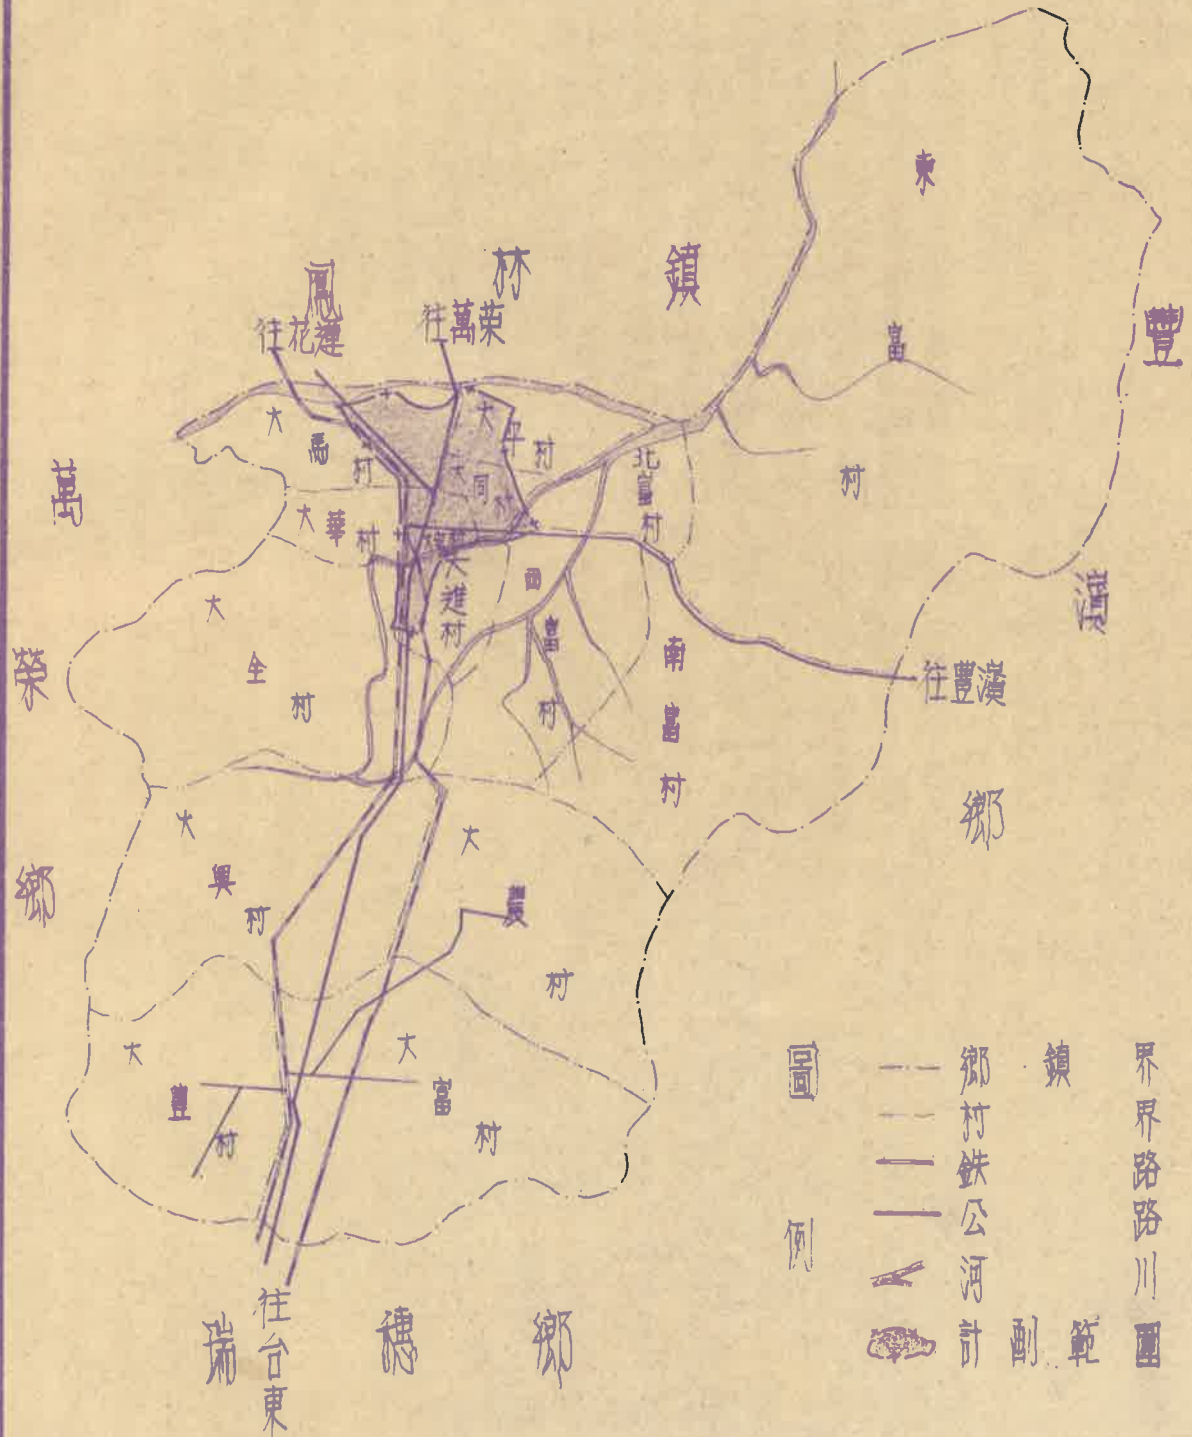 鳳林鎮
往花蓮
往萬荣
豐濱鄉
萬榮鄉
瑞穗鄉
東富村
大馬村
大平村
大同村
北富村
大華村
大進村
西富村
南富村
大全村
往豐濱
大興村
大農村
大豐村
大富村
往台東
圖例
鄉鎮界
村界
鉄路
公路
河川
計劃範圍